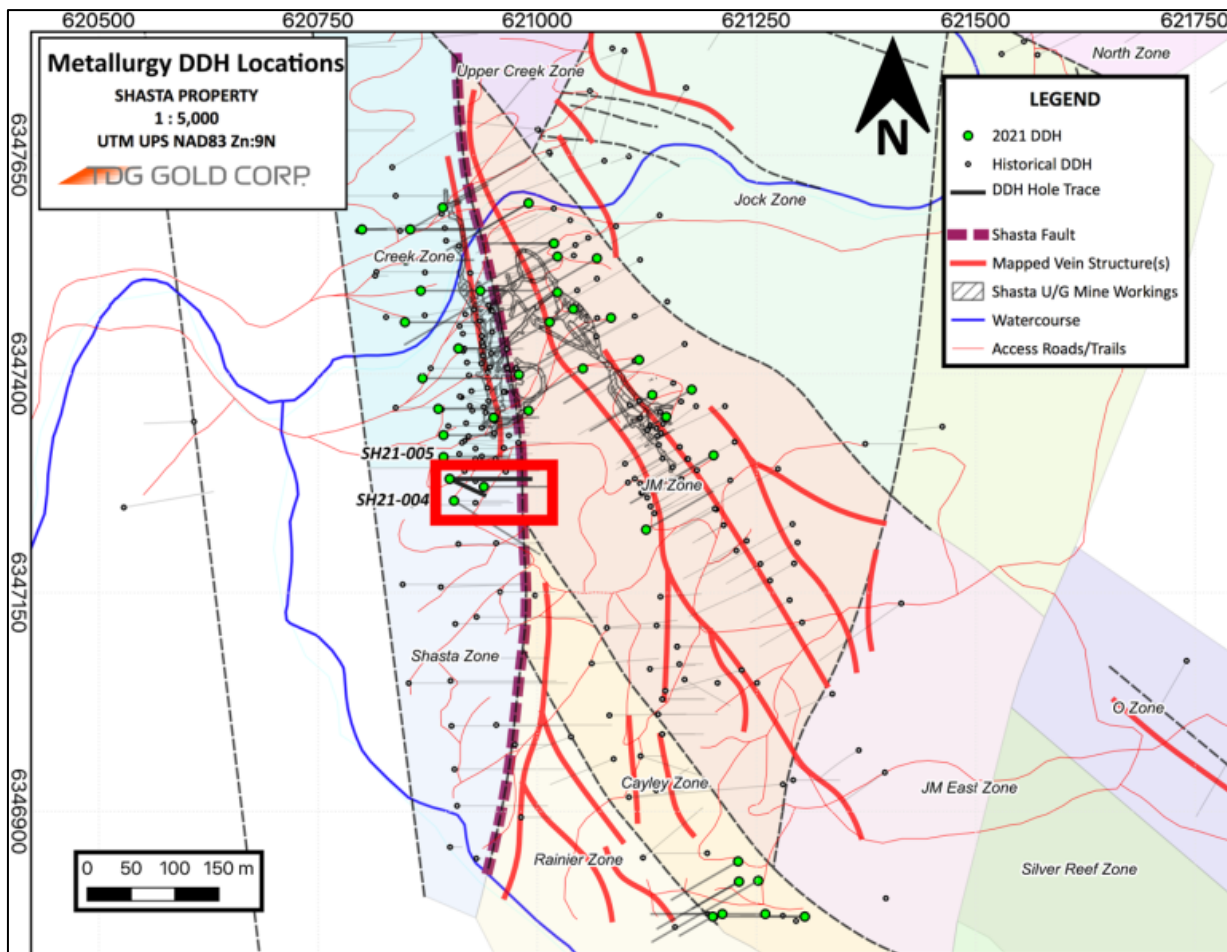 620500 620750 621000 621250 621500 621750
Metallurgy DDH Locations
SHASTA PROPERTY
1 : 5,000
UTM UPS NAD83 Zn:9N
TDG GOLD CORP.
Upper Creek Zone
North Zone
N
LEGEND
2021 DDH
Historical DDH
DDH Hole Trace
Shasta Fault
Mapped Vein Structure(s)
Shasta U/G Mine Workings
Watercourse
Access Roads/Trails
6347650
Jock Zone
Creek Zone
6347400
SH21-005
JM Zone
SH21-004
6347150
Shasta Zone
O Zone
Cayley Zone
JM East Zone
6346900
Rainier Zone
Silver Reef Zone
0 50 100 150 m